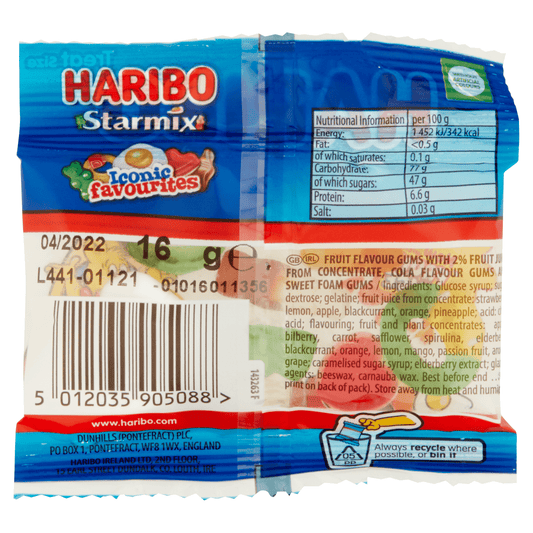 Treat Size
HARIBO
Starmix
Iconic
favourites
ARTIFICIAL
COLOURS
Nutritional Information per 100 g
Energy: 1 452 kJ/342 kcal
Fat: <0.5 g
of which saturates: 0.1 g
Carbohydrate: 77 g
of which sugars: 47 g
Protein: 6.6 g
Salt: 0.03 g
04/2022 16 g e
L441-01121 -01016011356
GB IRL FRUIT FLAVOUR GUMS WITH 2% FRUIT
FROM CONCENTRATE, COLA FLAVOUR GUMS
SWEET FOAM GUMS / Ingredients: Glucose syrup;
dextrose; gelatine; fruit juice from concentrate:
lemon, apple, blackcurrant, orange, pineapple; acid:
acid; flavouring; fruit and plant concentrates:
bilberry, carrot, safflower, spirulina,
blackcurrant, orange, lemon, mango, passion fruit,
grape; caramelised sugar syrup; elderberry extract;
agents: beeswax, carnauba wax. Best before end
print on back of pack). Store away from heat and
5 012035 905088 >
143263 F
www.haribo.com
DUNHILLS (PONTEFRACT) PLC,
PO BOX 1, PONTEFRACT, WF8 1WX, ENGLAND
HARIBO IRELAND LTD, 2ND FLOOR,
05
PP
Always recycle where
possible, or bin it